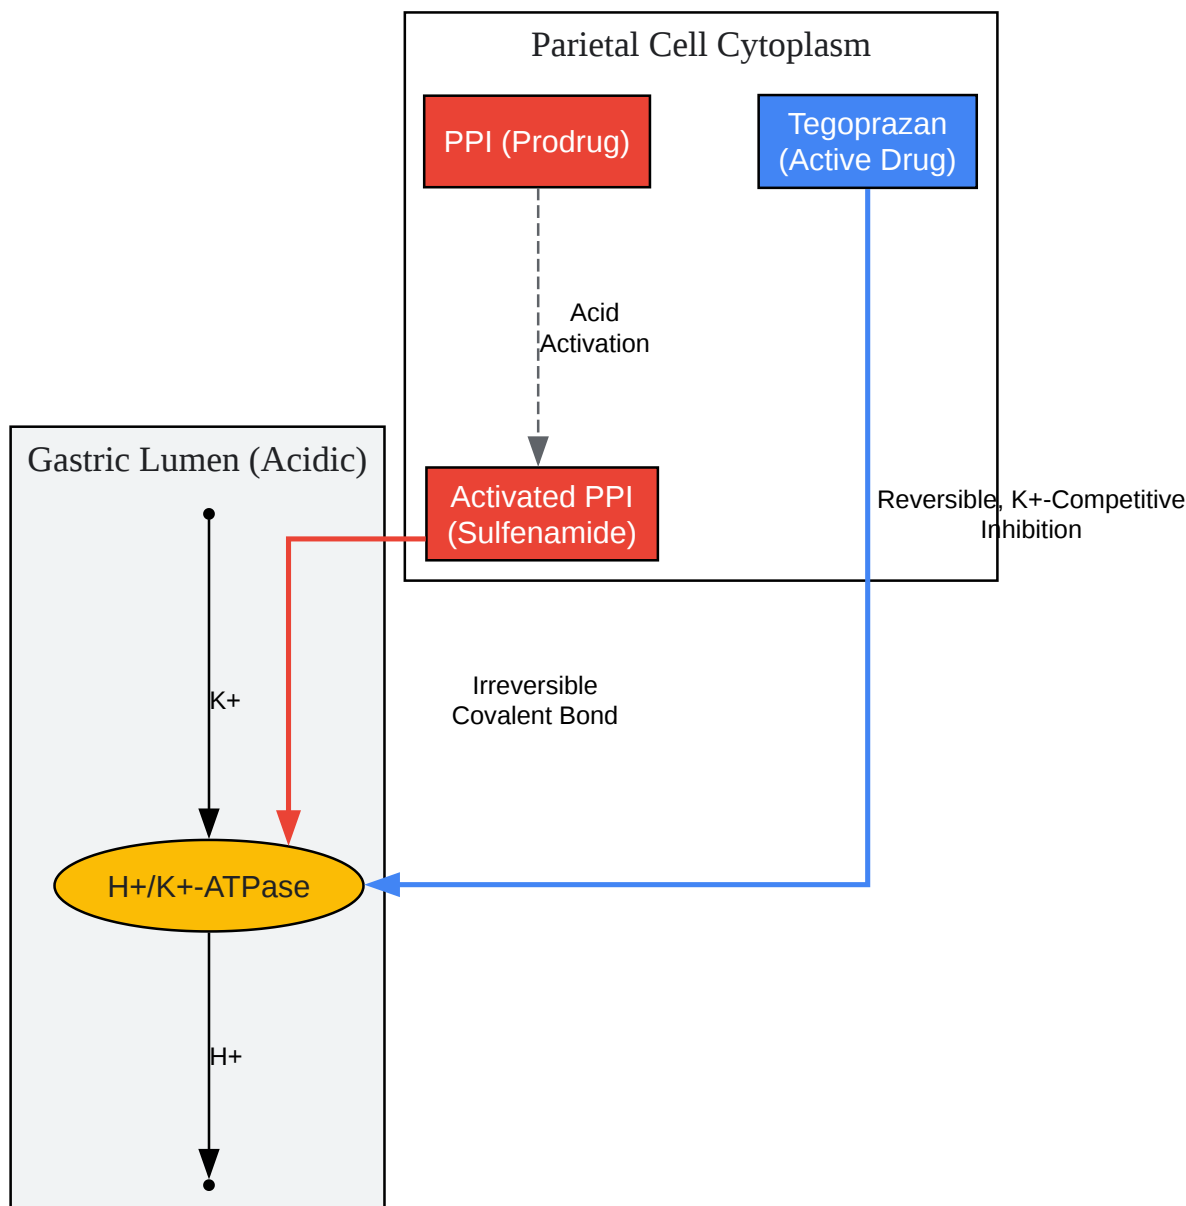 Parietal Cell Cytoplasm
PPI (Prodrug)
Tegoprazan
(Active Drug)
Acid
Activation
Gastric Lumen (Acidic)
Activated PPI
(Sulfenamide)
Reversible, K+-Competitive
Inhibition
K+
Irreversible
Covalent Bond
H+/K+-ATPase
H+